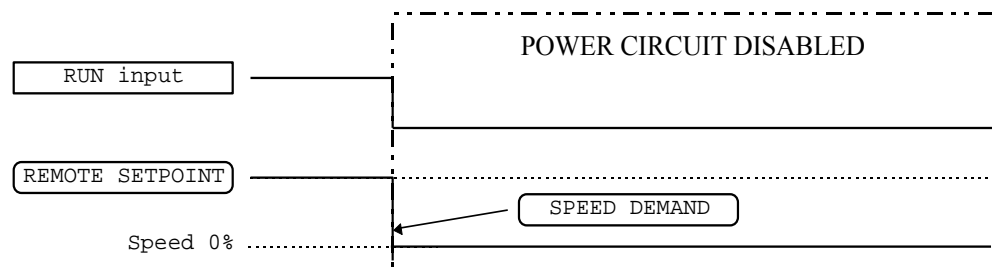 POWER CIRCUIT DISABLED
RUN input
REMOTE SETPOINT
SPEED DEMAND
Speed 0%